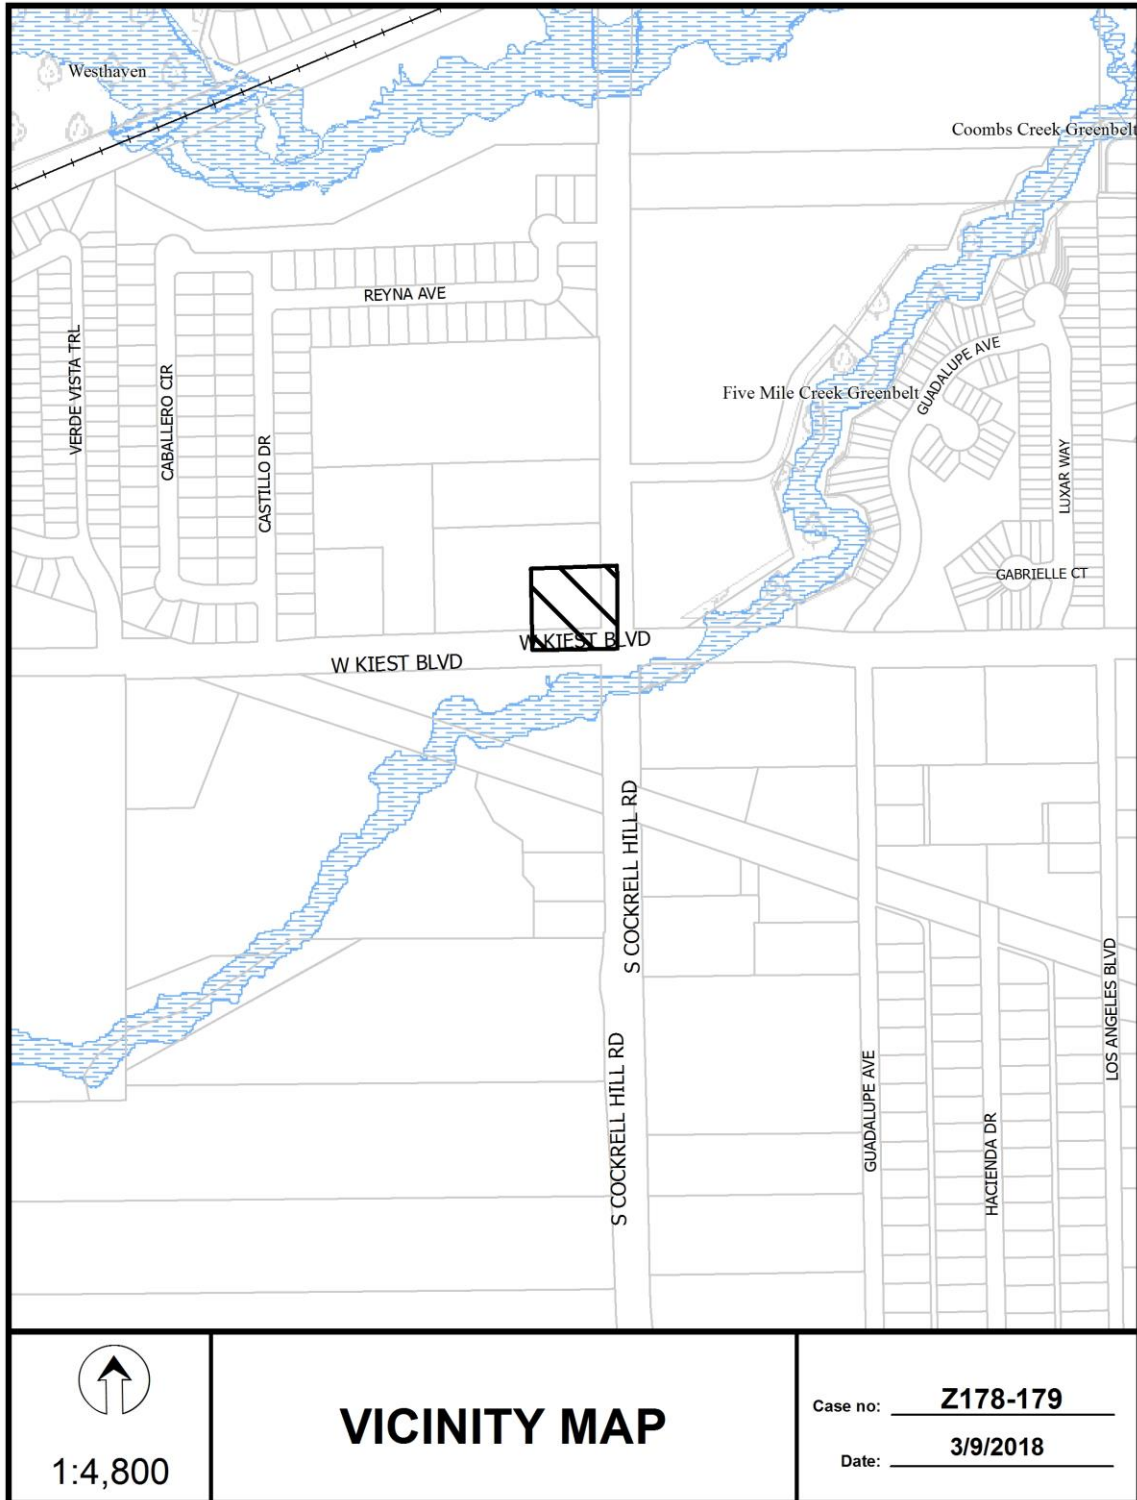 Westhaven
Coombs Creek Greenbelt
REYNA AVE
VERDE VISTA TRL
CABALLERO CIR
CASTILLO DR
Five Mile Creek Greenbelt
GUADALUPE AVE
LUXAR WAY
GABRIELLE CT
W KIEST BLVD
W KIEST BLVD
S COCKRELL HILL RD
S COCKRELL HILL RD
GUADALUPE AVE
HACIENDA DR
LOS ANGELES BLVD
1:4,800
VICINITY MAP
Case no: Z178-179
Date: 3/9/2018